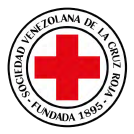 SOCIEDAD VENEZOLANA DE LA CRUZ ROJA
- FUNDADA 1895 -